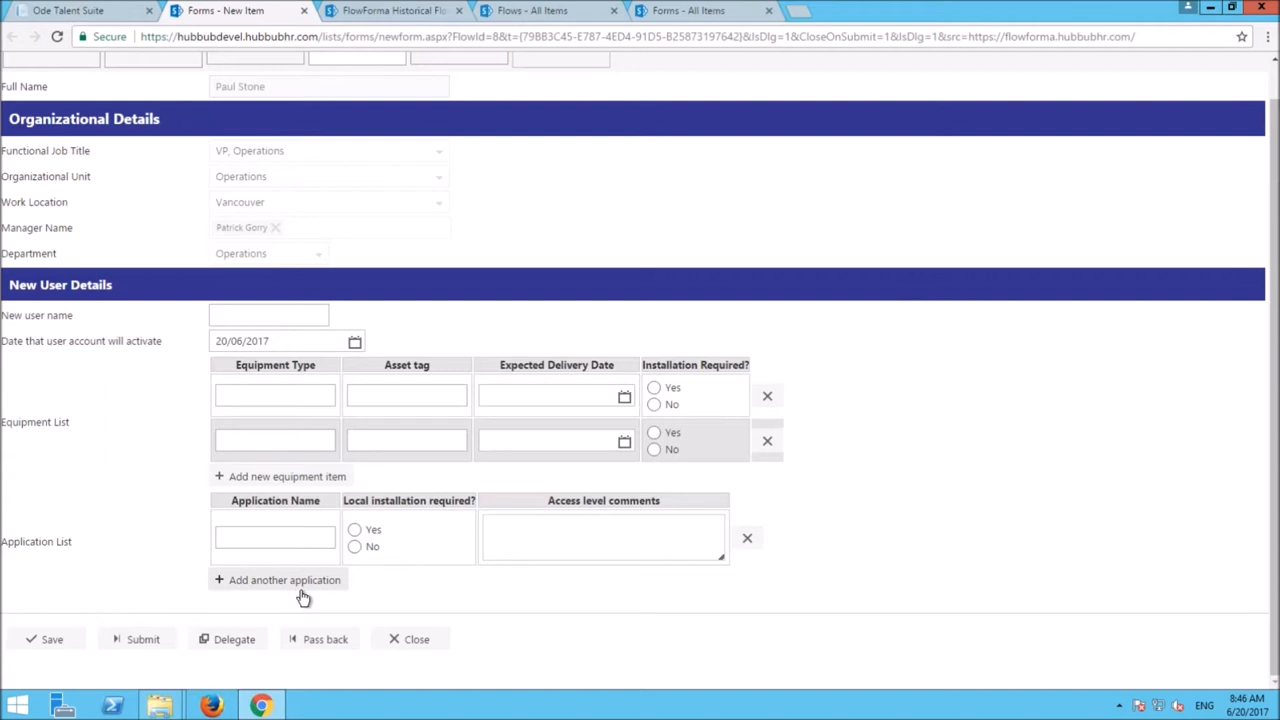 Ode Talent Suite
Forms - New Item
FlowForma Historical Flo
Flows - All Items
Forms - All Items
Secure
https://hubbubdevel.hubbubhr.com/lists/forms/newform.aspx?FlowId=8&t={79BB3C45-E787-4ED4-91D5-B25873197642}&IsDlg=1&CloseOnSubmit=1&IsDlg=1&src=https://flowforma.hubbubhr.com/
Full Name
Paul Stone
Organizational Details
Functional Job Title
VP, Operations
Organizational Unit
Operations
Work Location
Vancouver
Manager Name
Patrick Gorry
Department
Operations
New User Details
New user name
Date that user account will activate
20/06/2017
Equipment Type
Asset tag
Expected Delivery Date
Installation Required?
Yes
No
Equipment List
Yes
No
+ Add new equipment item
Application Name
Local installation required?
Access level comments
Yes
No
Application List
+ Add another application
Save
Submit
Delegate
Pass back
Close
ENG
8:46 AM
6/20/2017